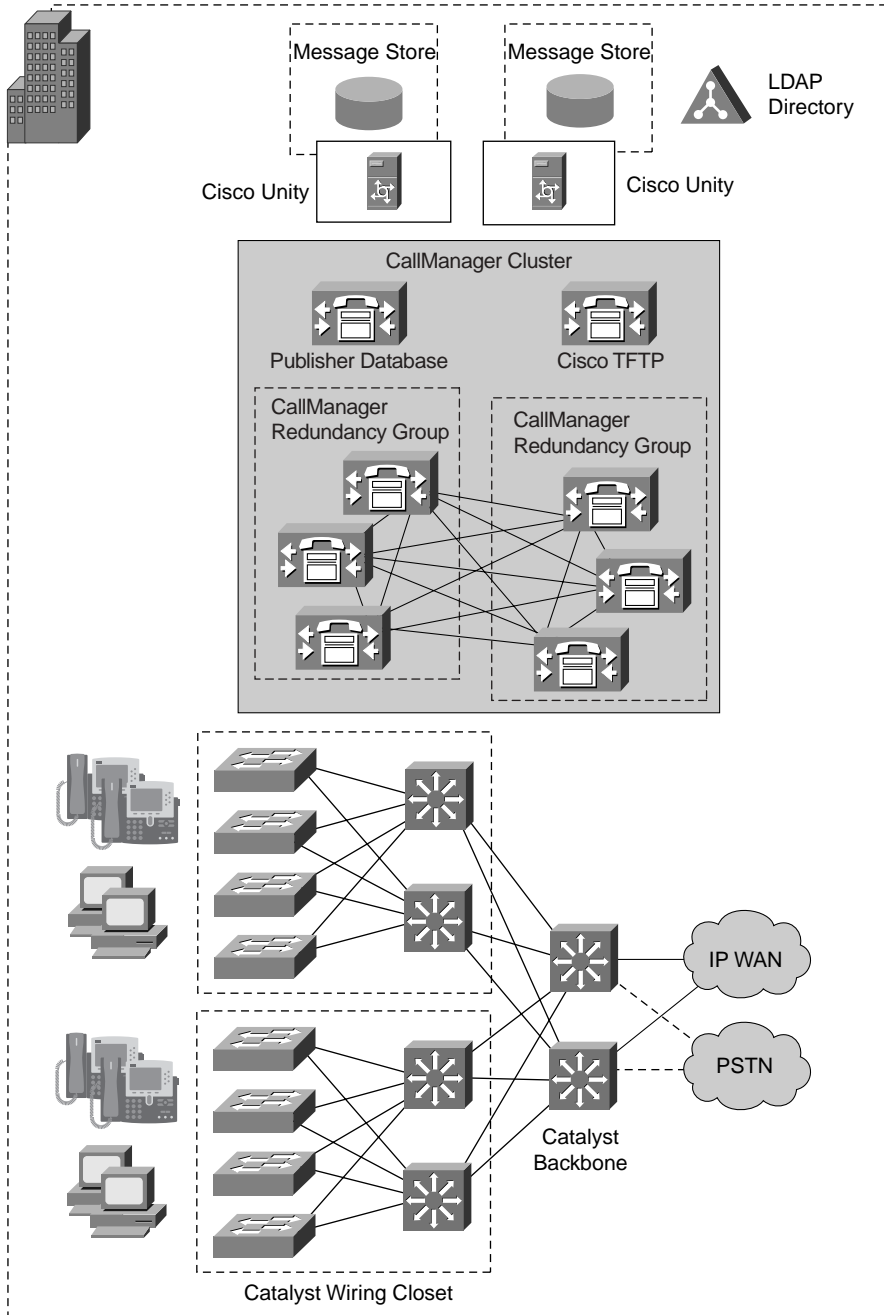 Message Store
Message Store
LDAP
Directory
Cisco Unity
Cisco Unity
CallManager Cluster
Publisher Database
Cisco TFTP
CallManager
Redundancy Group
CallManager
Redundancy Group
IP WAN
PSTN
Catalyst
Backbone
Catalyst Wiring Closet